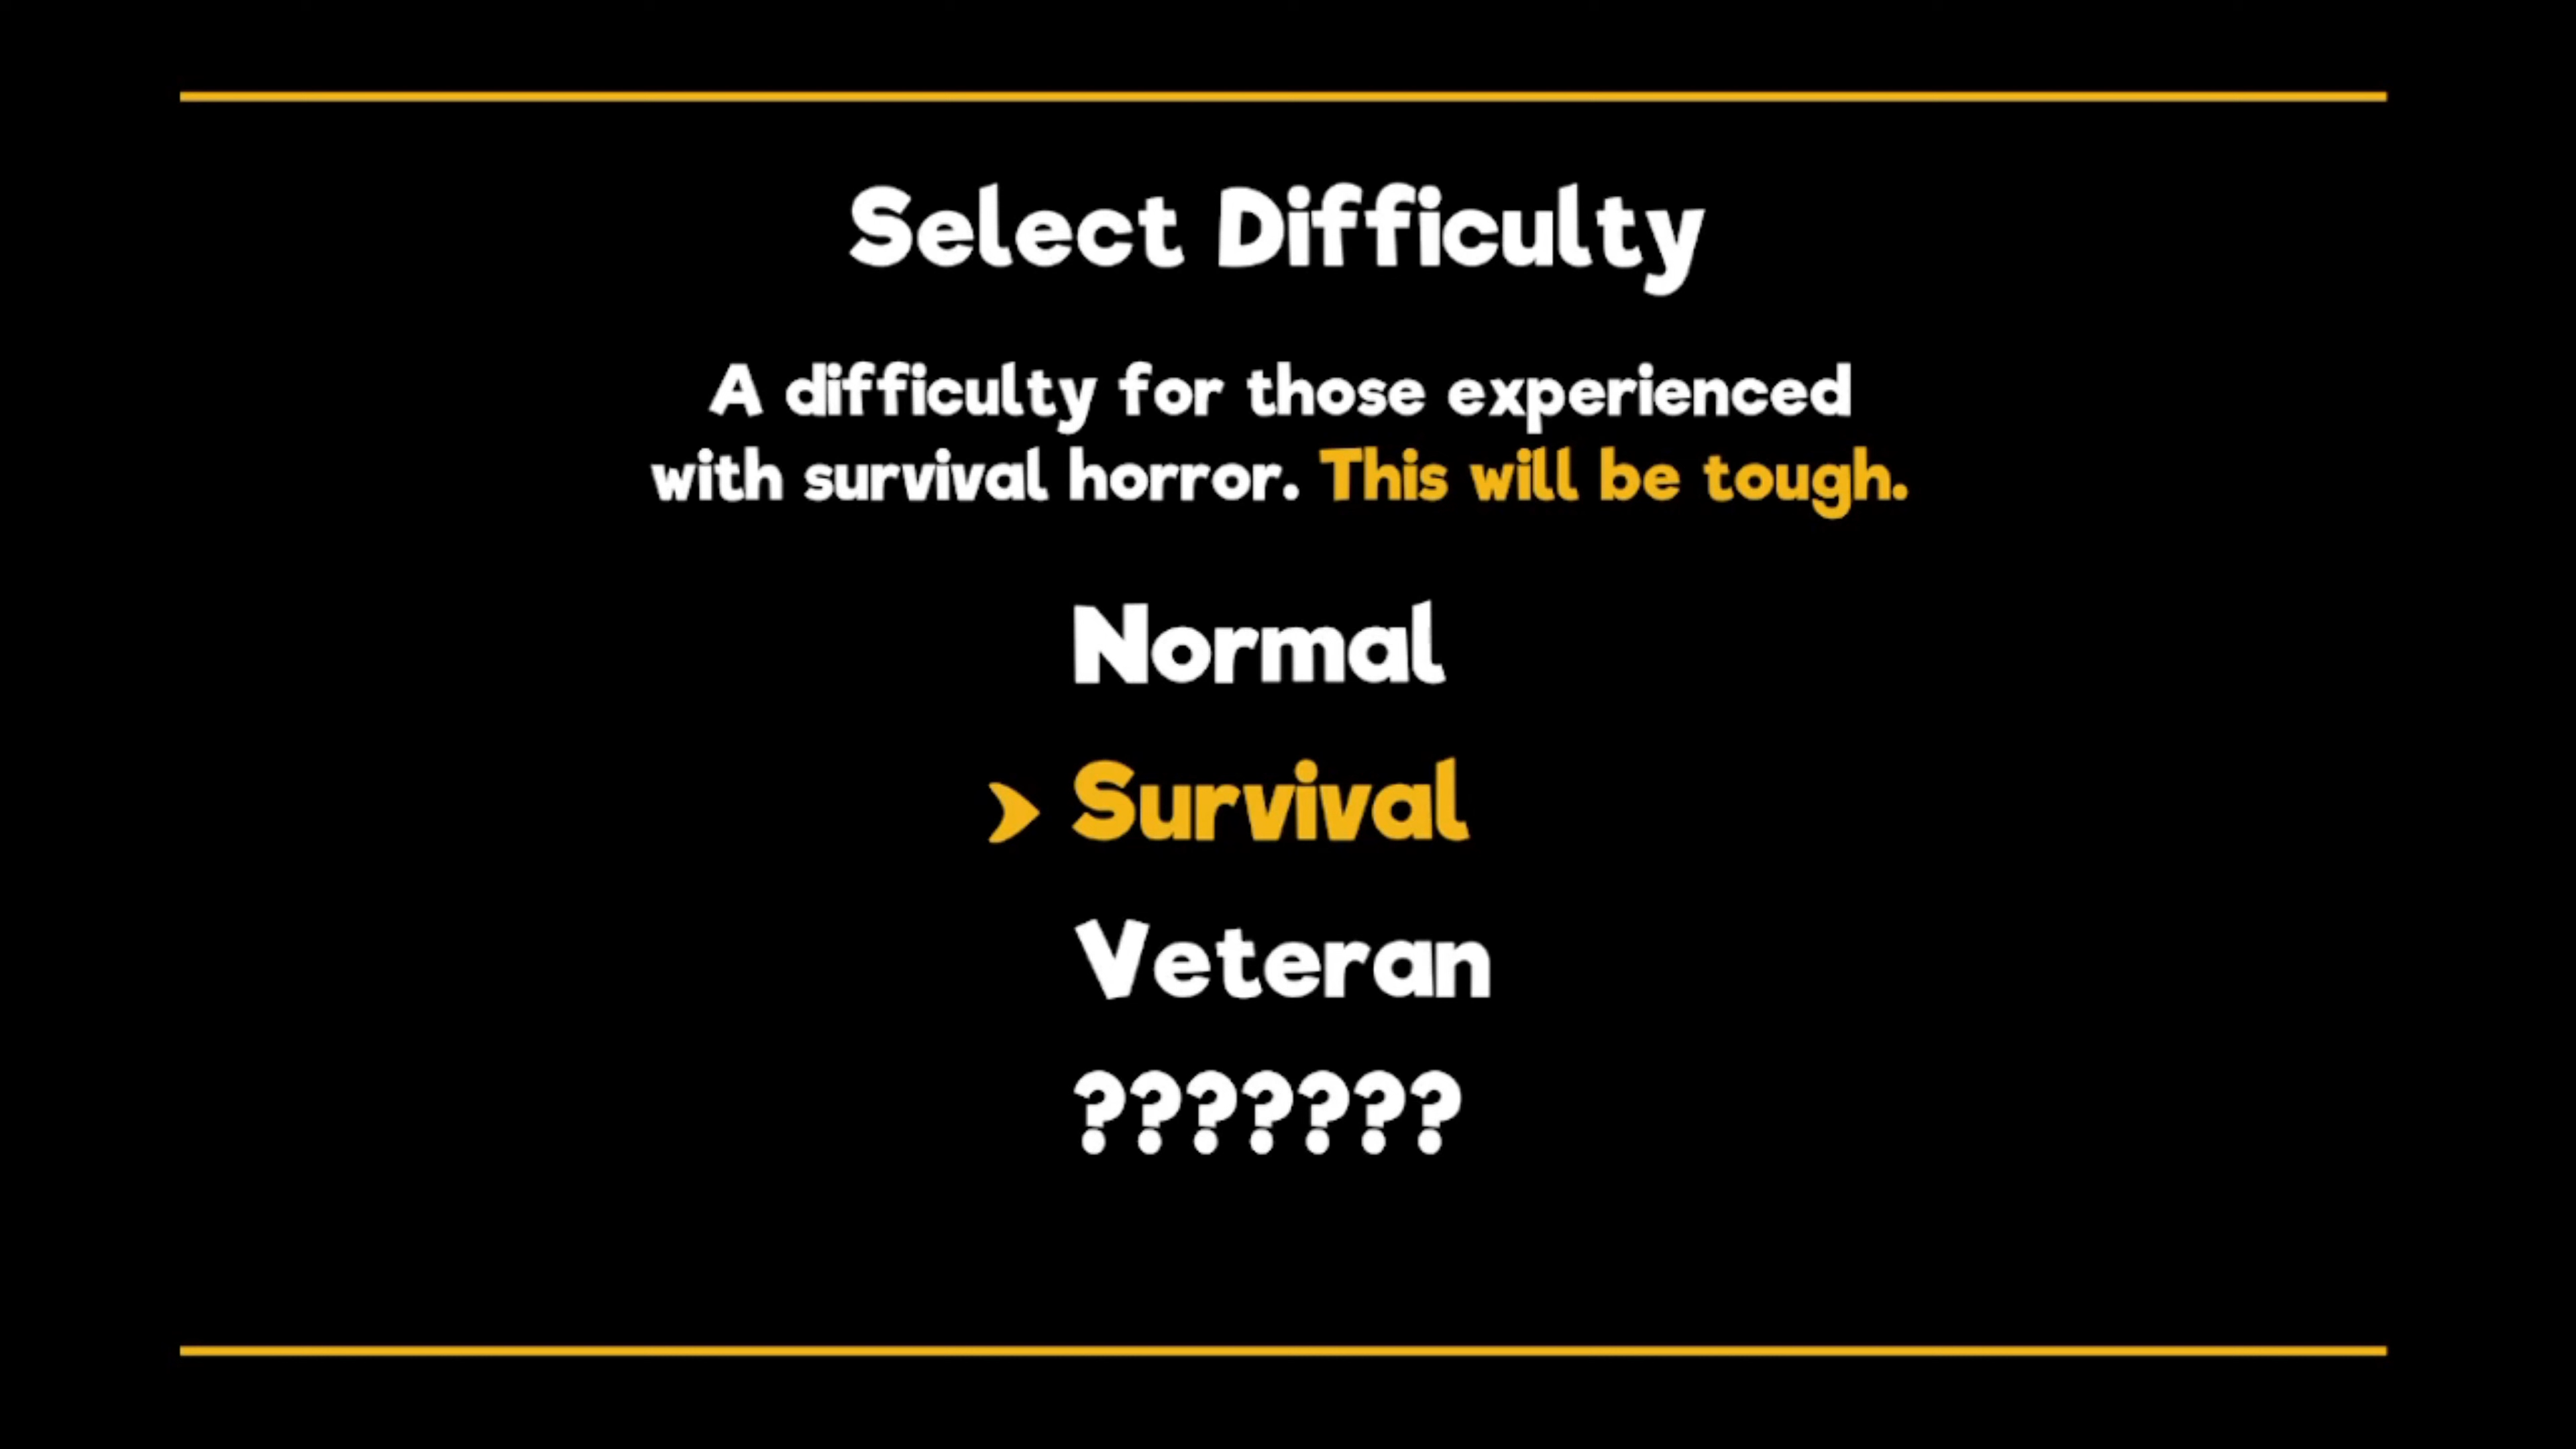 Select Difficulty
A difficulty for those experienced
with survival horror. This will be tough.
Normal
Survival
Veteran
???????